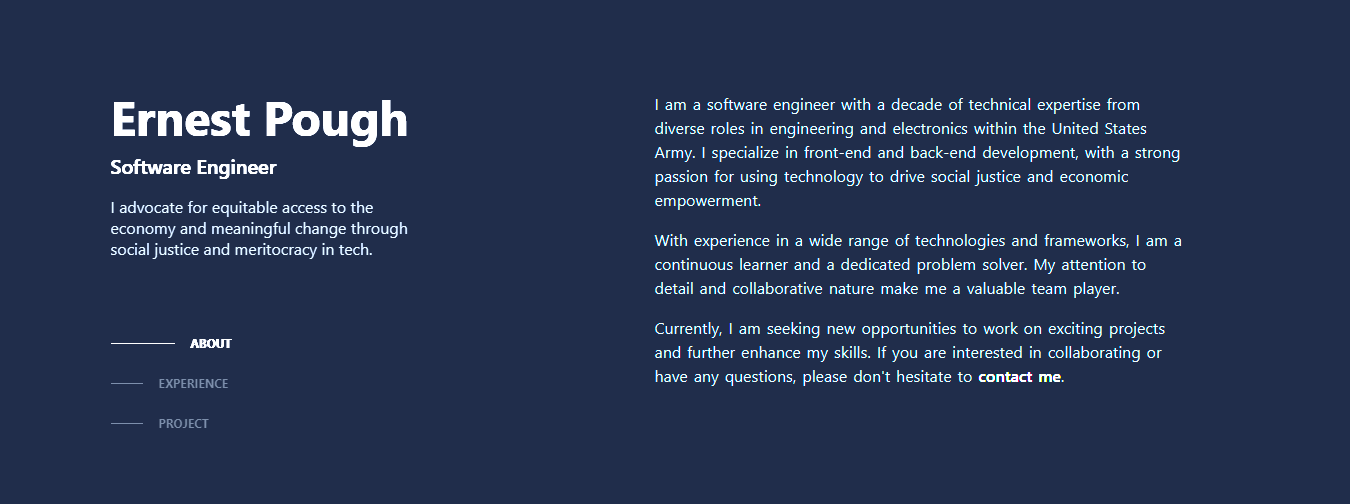 Ernest Pough
Software Engineer
I advocate for equitable access to the
economy and meaningful change through
social justice and meritocracy in tech.
ABOUT
EXPERIENCE
PROJECT
I am a software engineer with a decade of technical expertise from
diverse roles in engineering and electronics within the United States
Army. I specialize in front-end and back-end development, with a strong
passion for using technology to drive social justice and economic
empowerment.
With experience in a wide range of technologies and frameworks, I am a
continuous learner and a dedicated problem solver. My attention to
detail and collaborative nature make me a valuable team player.
Currently, I am seeking new opportunities to work on exciting projects
and further enhance my skills. If you are interested in collaborating or
have any questions, please don't hesitate to contact me.